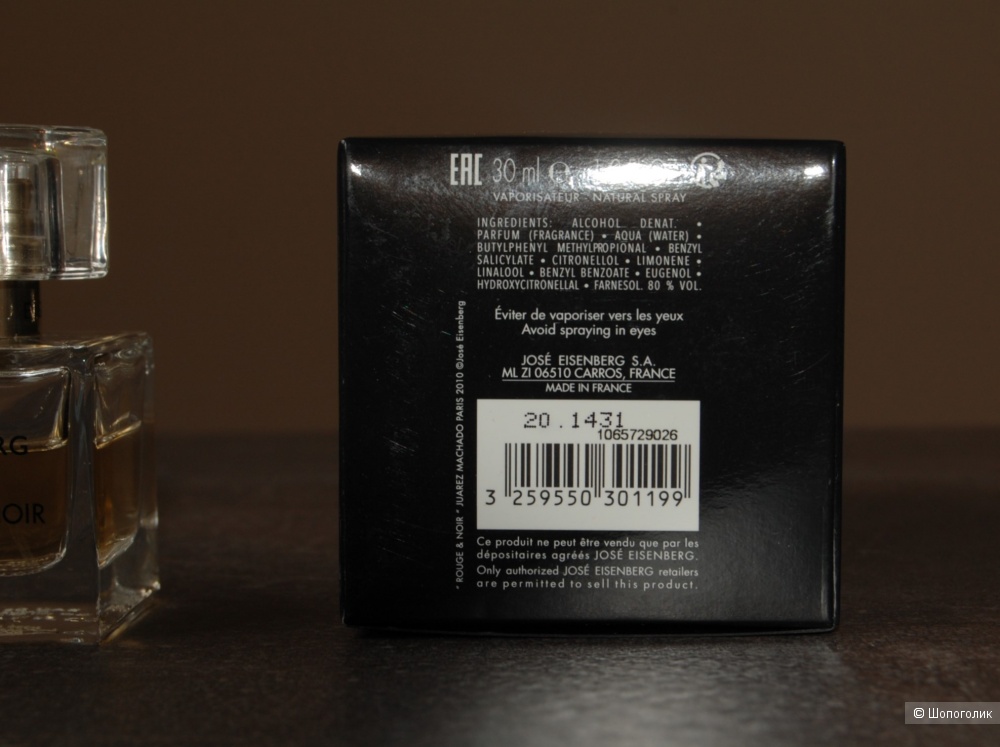 EAC 30 ml
VAPORISATEUR - NATURAL SPRAY
INGREDIENTS: ALCOHOL DENAT. •
PARFUM (FRAGRANCE) • AQUA (WATER) •
BUTYLPHENYL METHYLPROPIONAL • BENZYL
SALICYLATE • CITRONELLOL • LIMONENE •
LINALOOL • BENZYL BENZOATE • EUGENOL •
HYDROXYCITRONELLAL • FARNESOL. 80 % VOL.
Éviter de vaporiser vers les yeux
Avoid spraying in eyes
JOSÉ EISENBERG S.A.
ML ZI 06510 CARROS, FRANCE
MADE IN FRANCE
20 . 1431
1065729026
3 259550 301199
Ce produit ne peut être vendu que par les
dépositaires agréés JOSÉ EISENBERG.
Only authorized JOSÉ EISENBERG retailers
are permitted to sell this product.
" ROUGE & NOIR " JUAREZ MACHADO PARIS 2010 ©José Eisenberg
RG
OIR
© Шопоголик